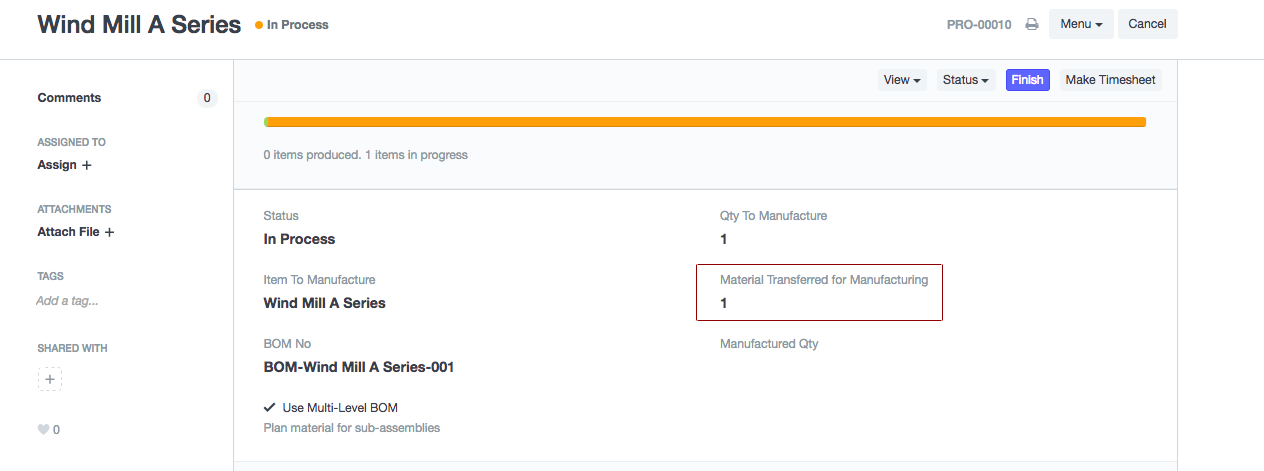 Wind Mill A Series In Process PRO-00010 Menu Cancel
Comments 0
ASSIGNED TO
Assign +
ATTACHMENTS
Attach File +
TAGS
Add a tag...
SHARED WITH
+
0
View Status Finish Make Timesheet
0 items produced. 1 items in progress
Status
In Process
Item To Manufacture
Wind Mill A Series
BOM No
BOM-Wind Mill A Series-001
Use Multi-Level BOM
Plan material for sub-assemblies
Qty To Manufacture
1
Material Transferred for Manufacturing
1
Manufactured Qty